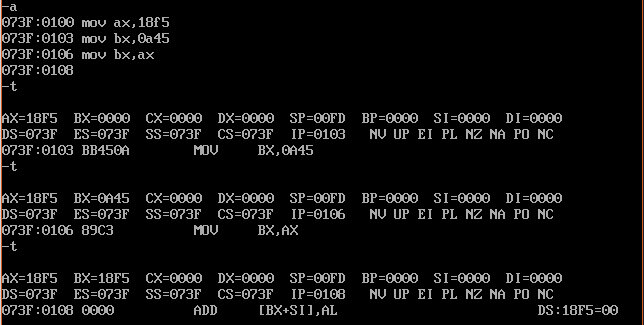 -a
073F:0100 mov ax,18f5
073F:0103 mov bx,0a45
073F:0106 mov bx,ax
073F:0108
-t
AX=18F5 BX=0000 CX=0000 DX=0000 SP=00FD BP=0000 SI=0000 DI=0000
DS=073F ES=073F SS=073F CS=073F IP=0103 NV UP EI PL NZ NA PO NC
073F:0103 BB450A MOV BX,0A45
-t
AX=18F5 BX=0A45 CX=0000 DX=0000 SP=00FD BP=0000 SI=0000 DI=0000
DS=073F ES=073F SS=073F CS=073F IP=0106 NV UP EI PL NZ NA PO NC
073F:0106 89C3 MOV BX,AX
-t
AX=18F5 BX=18F5 CX=0000 DX=0000 SP=00FD BP=0000 SI=0000 DI=0000
DS=073F ES=073F SS=073F CS=073F IP=0108 NV UP EI PL NZ NA PO NC
073F:0108 0000 ADD [BX+SI],AL DS:18F5=00